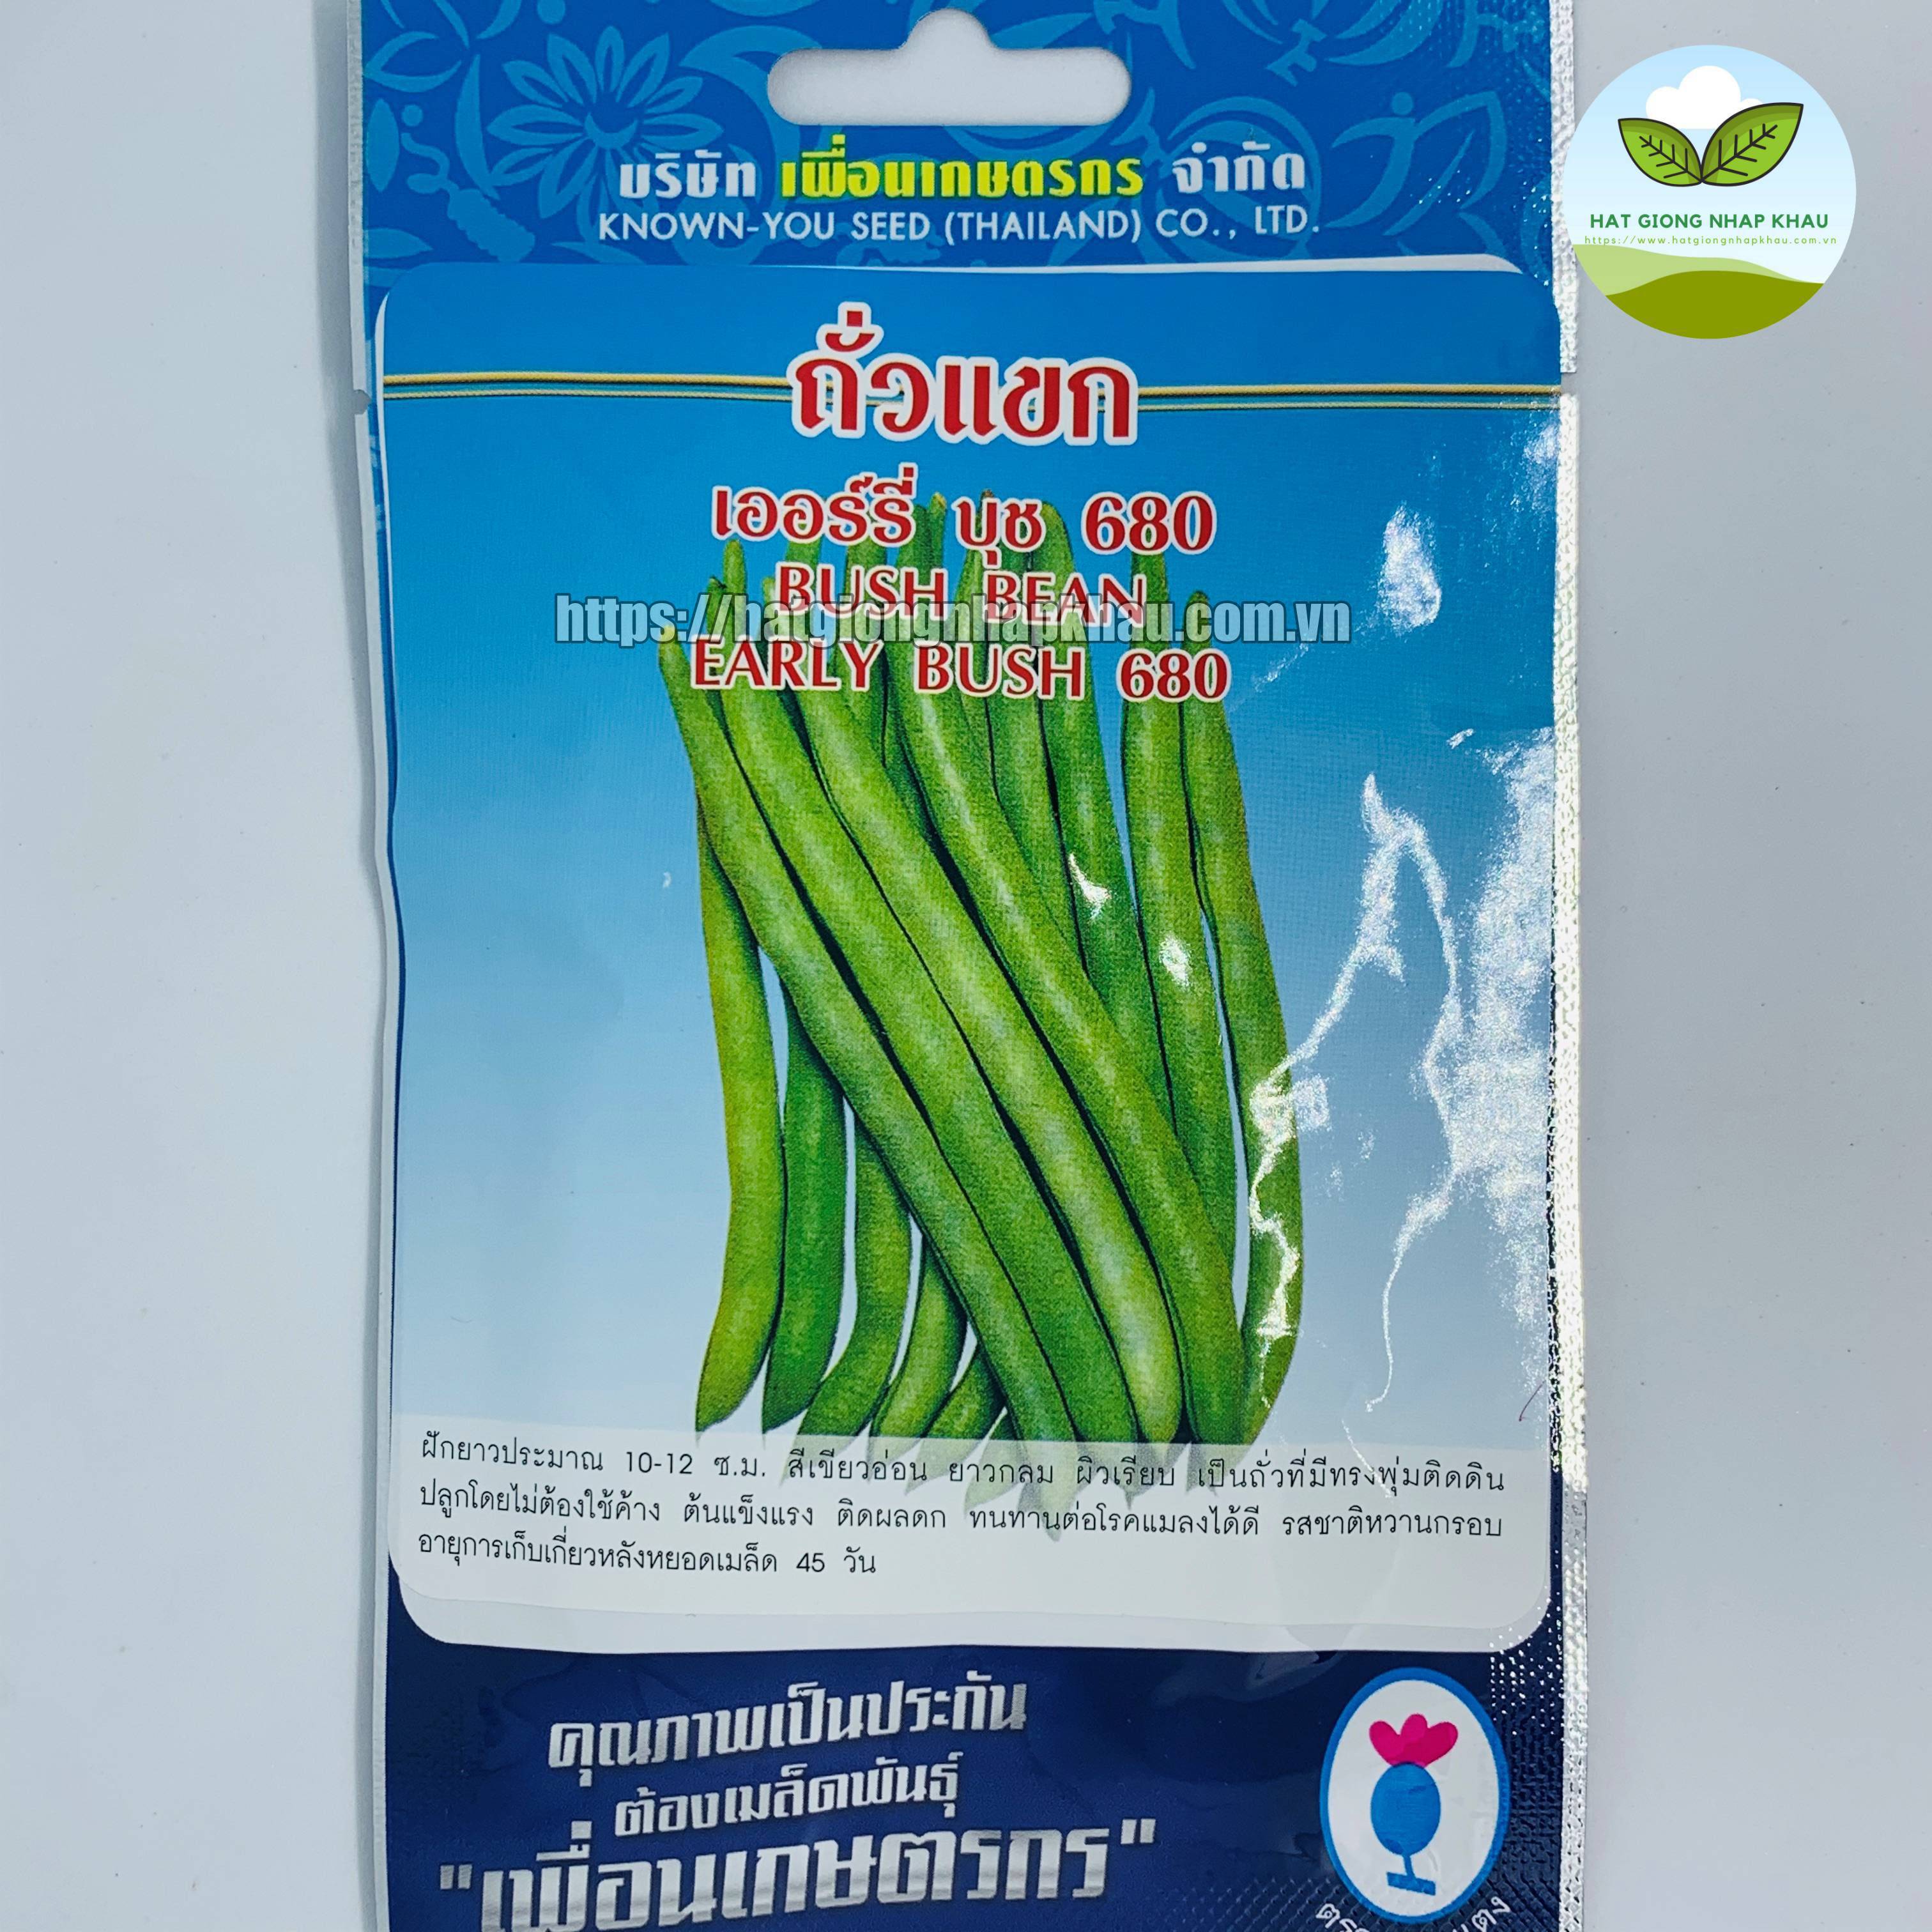 บริษัท เพื่อนเกษตรกร จำกัด
KNOWN-YOU SEED (THAILAND) CO., LTD.
HAT GIONG NHAP KHAU
https://www.hatgiongnhapkhau.com.vn
ถั่วแขก
เออร์รี่ บุช 680
BUSH BEAN
https://hatgiongnhapkhau.com.vn
EARLY BUSH 680
ฝักยาวประมาณ 10-12 ซ.ม. สีเขียวอ่อน ยาวกลม ผิวเรียบ เป็นถั่วที่มีทรงพุ่มติดดิน
ปลูกโดยไม่ต้องใช้ค้าง ต้นแข็งแรง ติดผลดก ทนทานต่อโรคแมลงได้ดี รสชาติหวานกรอบ
อายุการเก็บเกี่ยวหลังหยอดเมล็ด 45 วัน
คุณภาพเป็นประกัน
ต้องเมล็ดพันธุ์
"เพื่อนเกษตรกร"